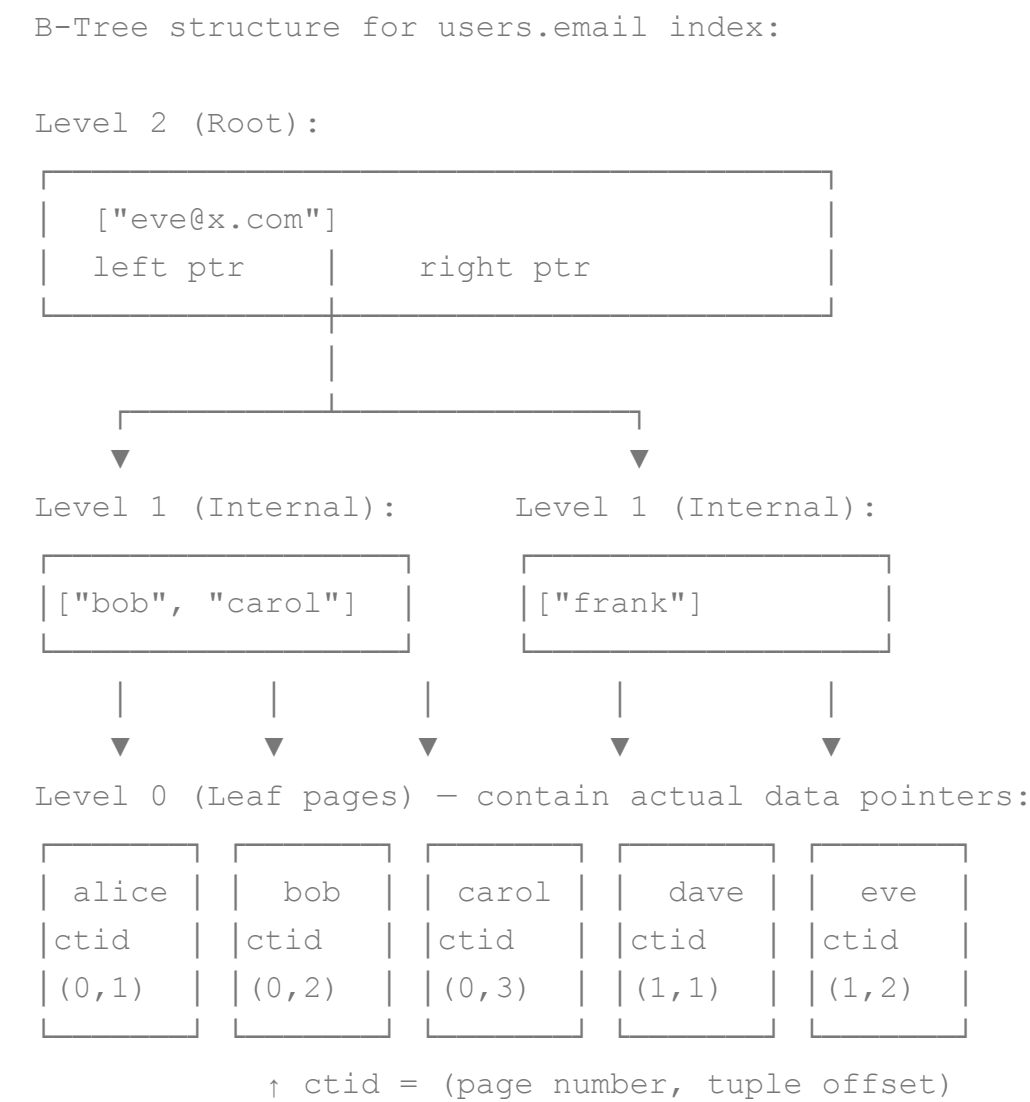 B-Tree structure for users.email index:
Level 2 (Root):
["eve@x.com"]
left ptr │ right ptr
Level 1 (Internal): Level 1 (Internal):
["bob", "carol"] ["frank"]
Level 0 (Leaf pages) — contain actual data pointers:
alice bob carol dave eve
ctid ctid ctid ctid ctid
(0,1) (0,2) (0,3) (1,1) (1,2)
↑ ctid = (page number, tuple offset)